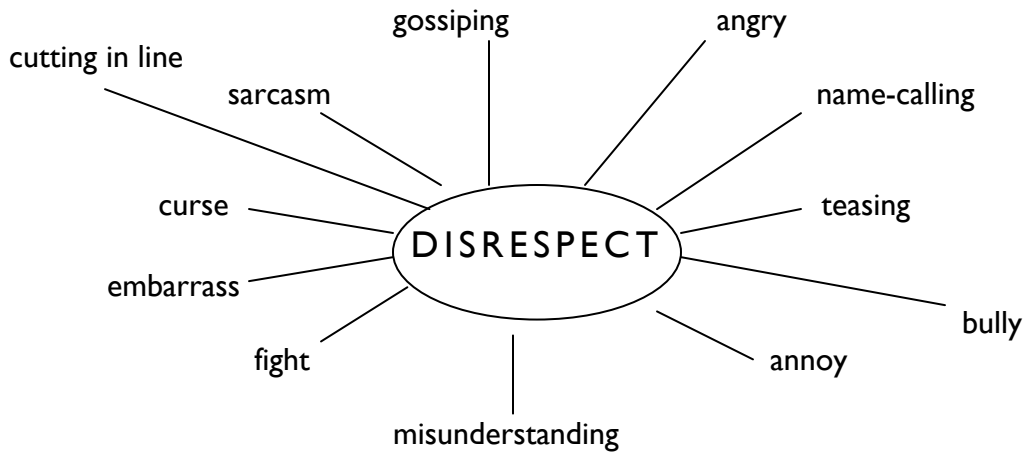 gossiping
angry
cutting in line
sarcasm
name-calling
curse
teasing
DISRESPECT
embarrass
bully
fight
annoy
misunderstanding